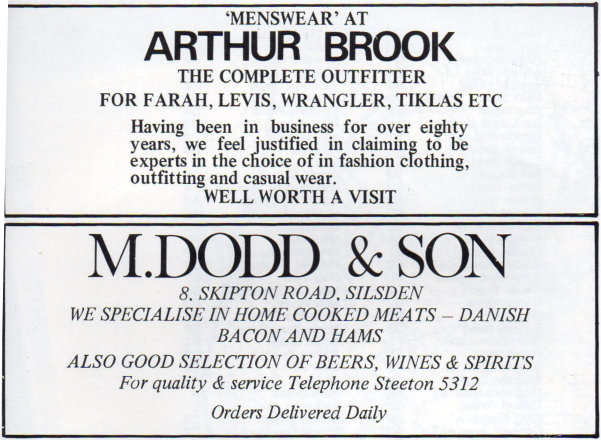 'MENSWEAR' AT
ARTHUR BROOK
THE COMPLETE OUTFITTER
FOR FARAH, LEVIS, WRANGLER, TIKLAS ETC
Having been in business for over eighty
years, we feel justified in claiming to be
experts in the choice of in fashion clothing,
outfitting and casual wear.
WELL WORTH A VISIT
M.DODD & SON
8, SKIPTON ROAD, SILSDEN
WE SPECIALISE IN HOME COOKED MEATS – DANISH
BACON AND HAMS
ALSO GOOD SELECTION OF BEERS, WINES & SPIRITS
For quality & service Telephone Steeton 5312
Orders Delivered Daily